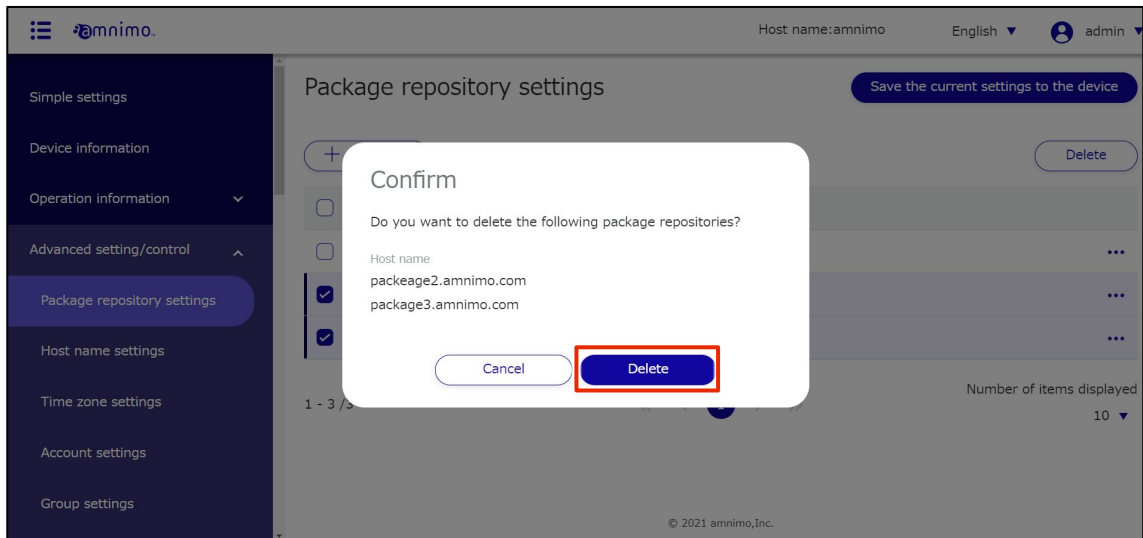 amnimo.
Host name:amnimo
English
admin
Simple settings
Device information
Operation information
Advanced setting/control
Package repository settings
Host name settings
Time zone settings
Account settings
Group settings
Package repository settings
Save the current settings to the device
Delete
Confirm
Do you want to delete the following package repositories?
Host name
packeage2.amnimo.com
package3.amnimo.com
Cancel
Delete
1 - 3 /3
Number of items displayed
10
© 2021 amnimo,Inc.